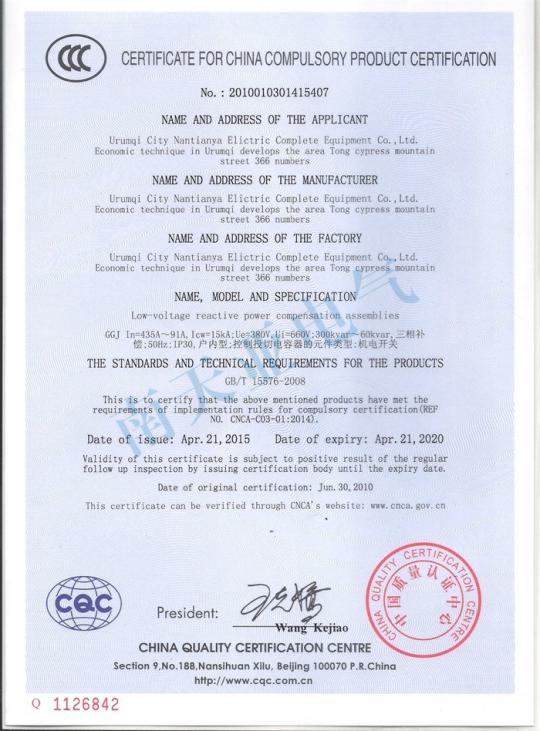 CCC CERTIFICATE FOR CHINA COMPULSORY PRODUCT CERTIFICATION
No. : 2010010301415407
NAME AND ADDRESS OF THE APPLICANT
Urumqi City Nantianya Elictric Complete Equipment Co.,Ltd.
Economic technique in Urumqi develops the area Tong cypress mountain
street 366 numbers
NAME AND ADDRESS OF THE MANUFACTURER
Urumqi City Nantianya Elictric Complete Equipment Co.,Ltd.
Economic technique in Urumqi develops the area Tong cypress mountain
street 366 numbers
NAME AND ADDRESS OF THE FACTORY
Urumqi City Nantianya Elictric Complete Equipment Co.,Ltd.
Economic technique in Urumqi develops the area Tong cypress mountain
street 366 numbers
NAME, MODEL AND SPECIFICATION
Low-voltage reactive power compensation assemblies
GGJ In=435A～91A,Icw=15kA;Ue=380V,Ui=660V;300kvar～60kvar,三相补
偿;50Hz;IP30,户内型;控制投切电容器的元件类型:机电开关
THE STANDARDS AND TECHNICAL REQUIREMENTS FOR THE PRODUCTS
GB/T 15576-2008
This is to certify that the above mentioned products have met the
requirements of implementation rules for compulsory certification(REF
NO. CNCA-C03-01:2014).
Date of issue: Apr.21,2015 Date of expiry: Apr.21,2020
Validity of this certificate is subject to positive result of the regular
follow up inspection by issuing certification body until the expiry date.
Date of original certification: Jun.30,2010
This certificate can be verified through CNCA's website: www.cnca.gov.cn
南天亚电气
CQC
President: 王克娇
Wang Kejiao
CHINA QUALITY CERTIFICATION CENTRE
中国质量认证中心
CHINA QUALITY CERTIFICATION CENTRE
Section 9,No.188,Nansihuan Xilu, Beijing 100070 P.R.China
http://www.cqc.com.cn
Q 1126842